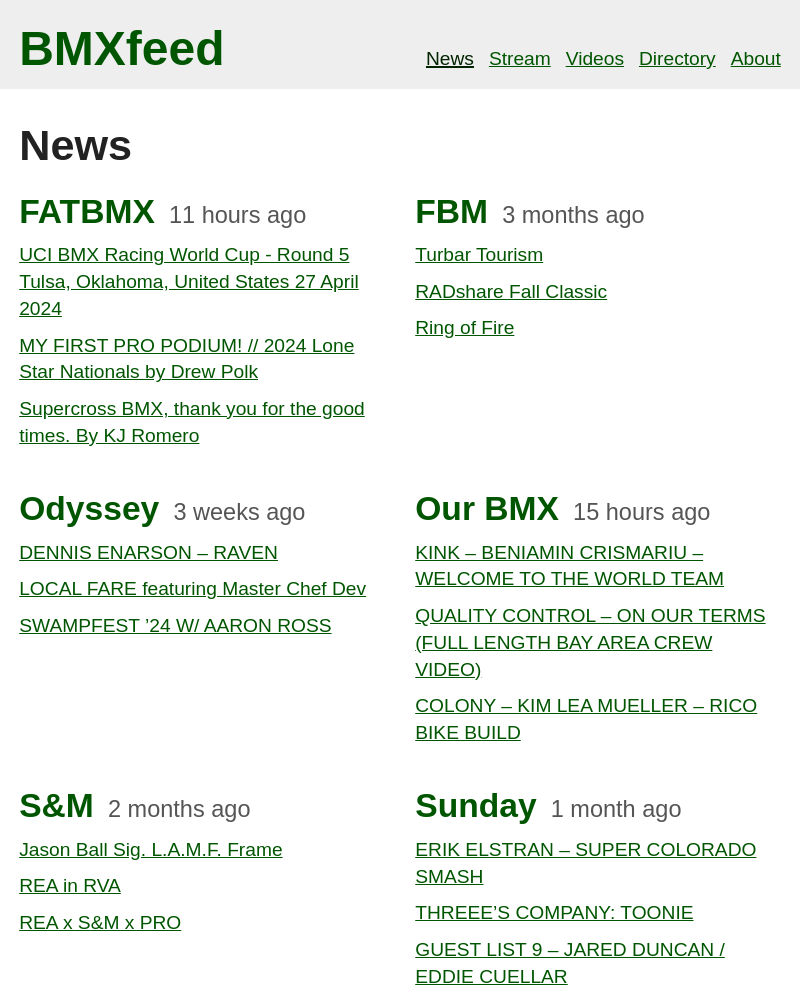 BMXfeed
News Stream Videos Directory About
News
FATBMX 11 hours ago
UCI BMX Racing World Cup - Round 5
Tulsa, Oklahoma, United States 27 April
2024
MY FIRST PRO PODIUM! // 2024 Lone
Star Nationals by Drew Polk
Supercross BMX, thank you for the good
times. By KJ Romero
FBM 3 months ago
Turbar Tourism
RADshare Fall Classic
Ring of Fire
Odyssey 3 weeks ago
DENNIS ENARSON – RAVEN
LOCAL FARE featuring Master Chef Dev
SWAMPFEST ’24 W/ AARON ROSS
Our BMX 15 hours ago
KINK – BENIAMIN CRISMARIU –
WELCOME TO THE WORLD TEAM
QUALITY CONTROL – ON OUR TERMS
(FULL LENGTH BAY AREA CREW
VIDEO)
COLONY – KIM LEA MUELLER – RICO
BIKE BUILD
S&M 2 months ago
Jason Ball Sig. L.A.M.F. Frame
REA in RVA
REA x S&M x PRO
Sunday 1 month ago
ERIK ELSTRAN – SUPER COLORADO
SMASH
THREEE’S COMPANY: TOONIE
GUEST LIST 9 – JARED DUNCAN /
EDDIE CUELLAR